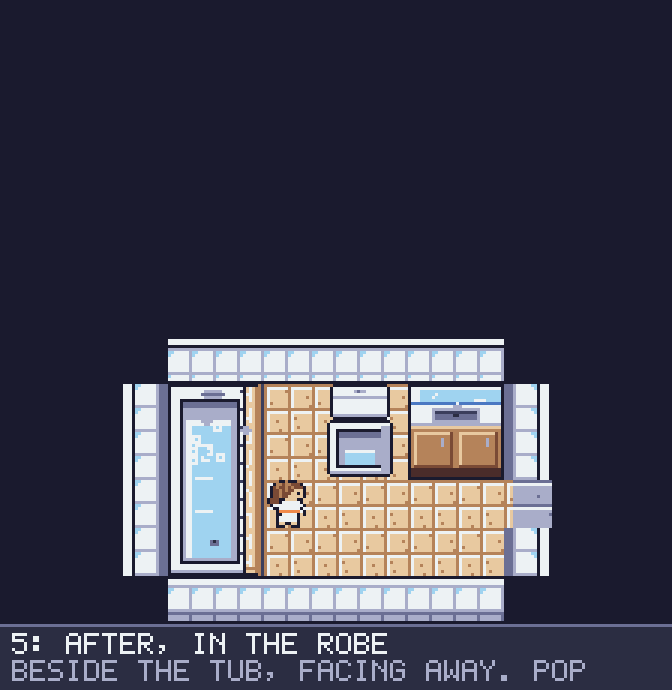 5: AFTER, IN THE ROBE
BESIDE THE TUB, FACING AWAY. POP